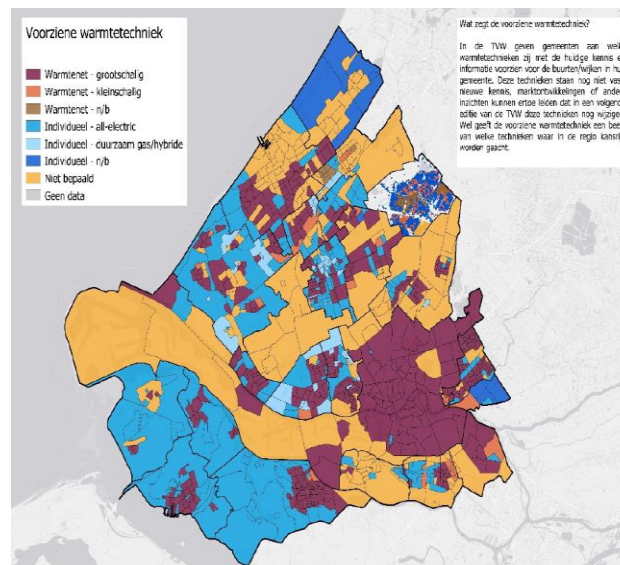 Voorziene warmtetechniek
Warmtenet - grootschalig
Warmtenet - kleinschalig
Warmtenet - n/b
Individueel - all-electric
Individueel - duurzaam gas/hybride
Individueel - n/b
Niet bepaald
Geen data
Wat zegt de voorziene warmtetechniek?
In de TVW geven gemeenten aan welk
warmtetechnieken zij met de huidige kennis e
informatie voorzien voor de buurten/wijken in hu
gemeente. Deze technieken staan nog niet vas
nieuwe kennis, marktontwikkelingen of ander
inzichten kunnen ertoe leiden dat in een volgend
editie van de TVW deze technieken nog wijzige
Wel geeft de voorziene warmtetechniek een bee
van welke technieken waar in de regio kansri
worden geacht.